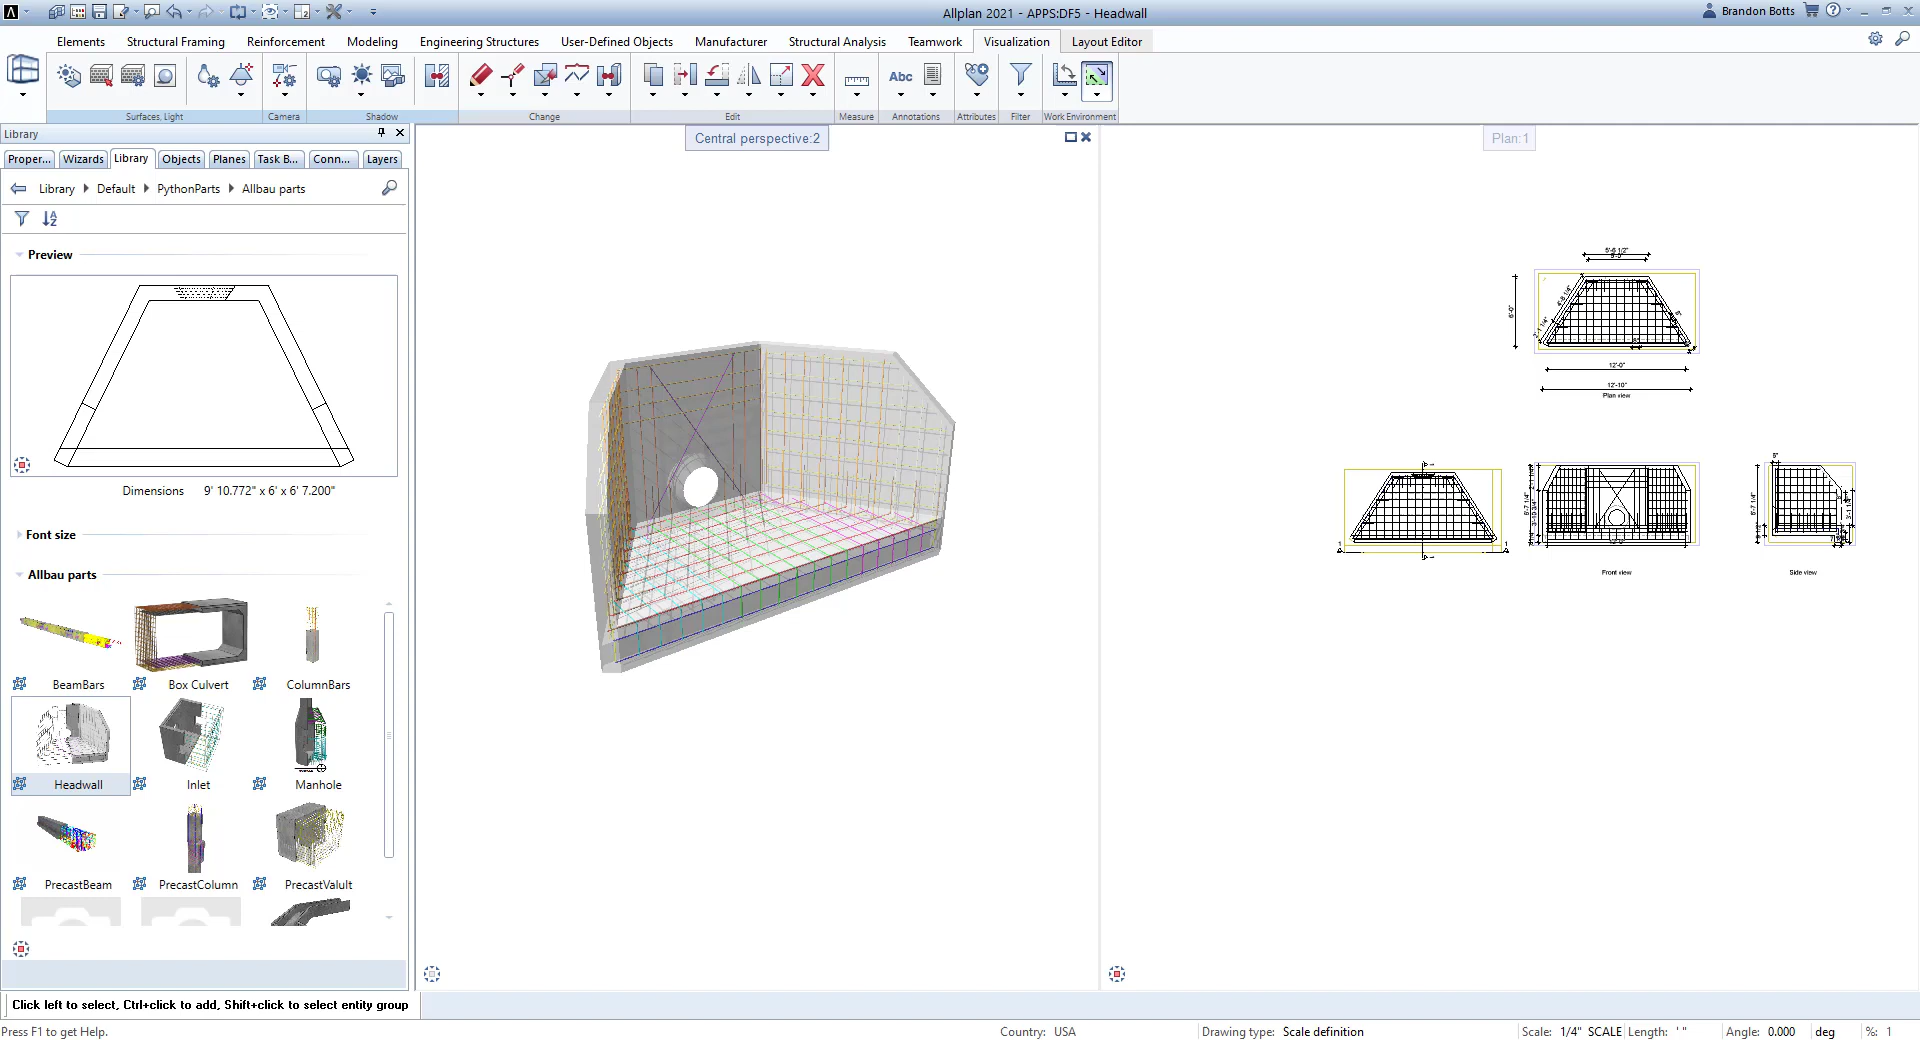 Allplan 2021 - APPS:DF5 - Headwall
Brandon Botts
Elements Structural Framing Reinforcement Modeling Engineering Structures User-Defined Objects Manufacturer Structural Analysis Teamwork Visualization Layout Editor
Abc
Surfaces, Light Camera Shadow Change Edit Measure Annotations Attributes Filter Work Environment
Library
Proper... Wizards Library Objects Planes Task B... Conn... Layers
Library Default PythonParts Allbau parts
Preview
Dimensions 9' 10.772" x 6' x 6' 7.200"
Font size
Allbau parts
BeamBars Box Culvert ColumnBars
Headwall Inlet Manhole
PrecastBeam PrecastColumn PrecastValult
Central perspective:2
Plan:1
5'-6 1/2"
6'-0"
12'-0"
12'-10"
Plan view
Front view
Side view
Click left to select, Ctrl+click to add, Shift+click to select entity group
Press F1 to get Help.
Country: USA
Drawing type: Scale definition
Scale: 1/4" SCALE Length: ' " Angle: 0.000 deg %: 1